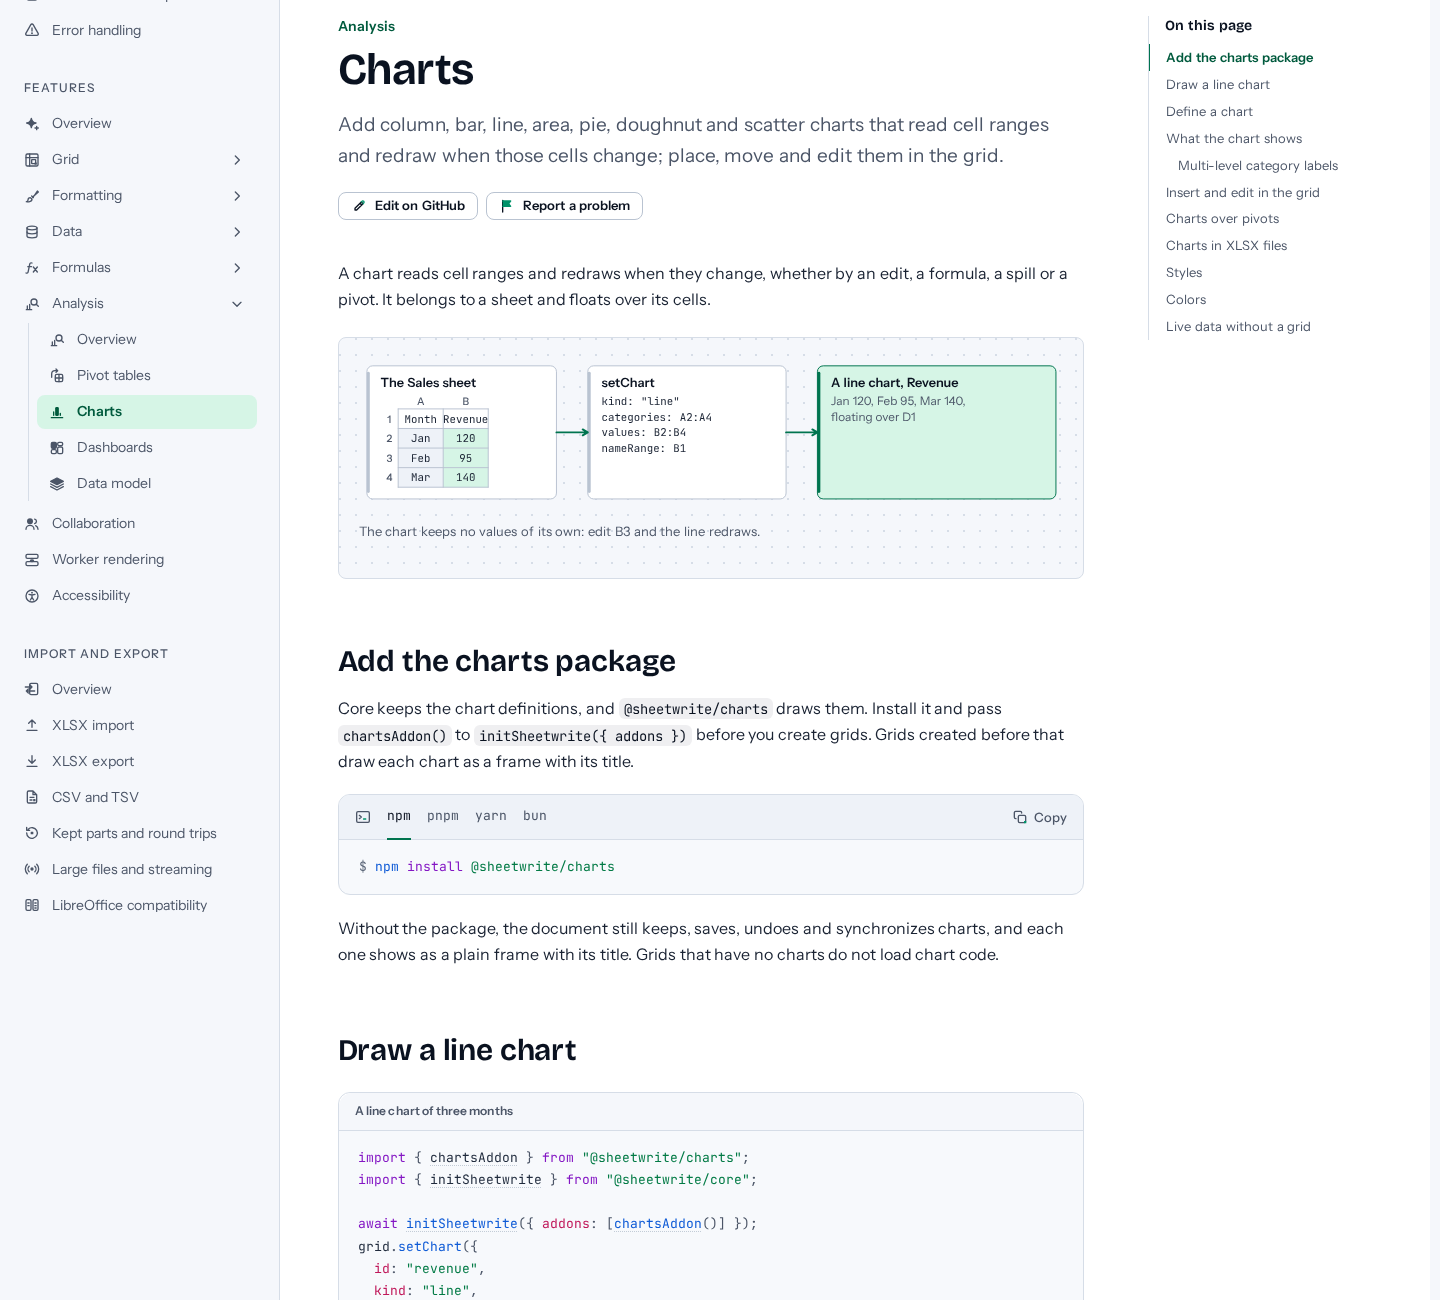 Error handling
FEATURES
Overview
Grid
Formatting
Data
Formulas
Analysis
Overview
Pivot tables
Charts
Dashboards
Data model
Collaboration
Worker rendering
Accessibility
IMPORT AND EXPORT
Overview
XLSX import
XLSX export
CSV and TSV
Kept parts and round trips
Large files and streaming
LibreOffice compatibility
Analysis
Charts
Add column, bar, line, area, pie, doughnut and scatter charts that read cell ranges
and redraw when those cells change; place, move and edit them in the grid.
Edit on GitHub
Report a problem
A chart reads cell ranges and redraws when they change, whether by an edit, a formula, a spill or a
pivot. It belongs to a sheet and floats over its cells.
The Sales sheet
A B
1 Month Revenue
2 Jan 120
3 Feb 95
4 Mar 140
setChart
kind: "line"
categories: A2:A4
values: B2:B4
nameRange: B1
A line chart, Revenue
Jan 120, Feb 95, Mar 140,
floating over D1
The chart keeps no values of its own: edit B3 and the line redraws.
Add the charts package
Core keeps the chart definitions, and @sheetwrite/charts draws them. Install it and pass
chartsAddon() to initSheetwrite({ addons }) before you create grids. Grids created before that
draw each chart as a frame with its title.
npm pnpm yarn bun
Copy
$ npm install @sheetwrite/charts
Without the package, the document still keeps, saves, undoes and synchronizes charts, and each
one shows as a plain frame with its title. Grids that have no charts do not load chart code.
Draw a line chart
A line chart of three months
import { chartsAddon } from "@sheetwrite/charts";
import { initSheetwrite } from "@sheetwrite/core";
await initSheetwrite({ addons: [chartsAddon()] });
grid.setChart({
id: "revenue",
kind: "line",
On this page
Add the charts package
Draw a line chart
Define a chart
What the chart shows
Multi-level category labels
Insert and edit in the grid
Charts over pivots
Charts in XLSX files
Styles
Colors
Live data without a grid